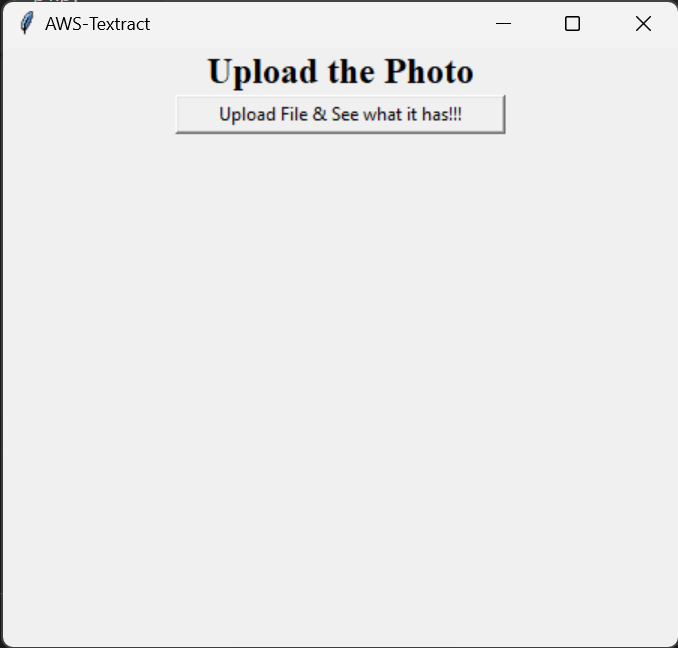 AWS-Textract
Upload the Photo
Upload File & See what it has!!!